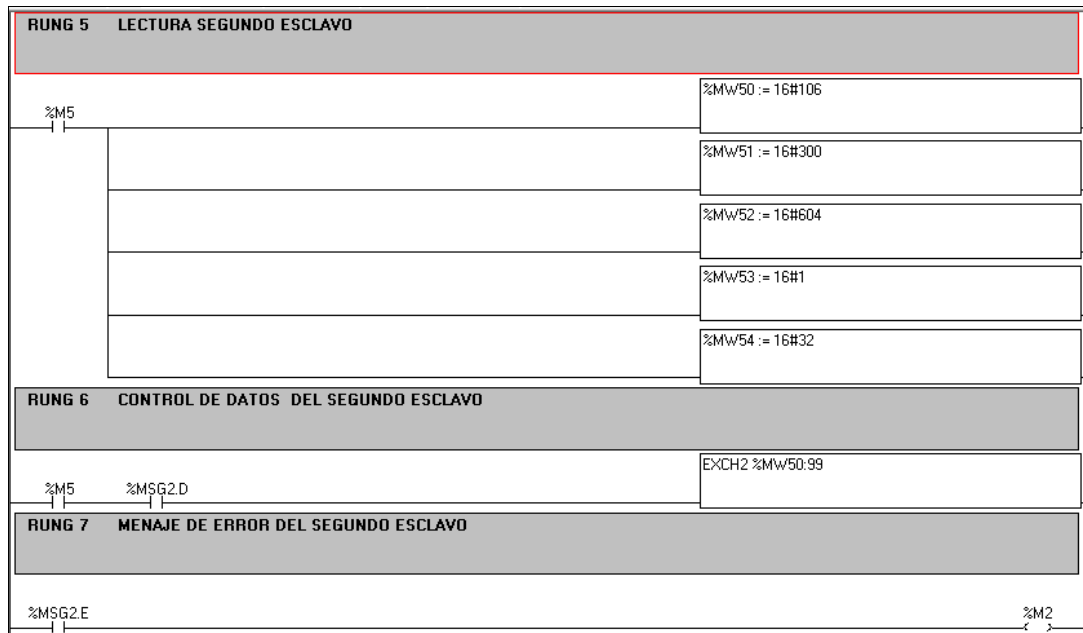 RUNG 5 LECTURA SEGUNDO ESCLAVO
%MW50 := 16#106
%M5
%MW51 := 16#300
%MW52 := 16#604
%MW53 := 16#1
%MW54 := 16#32
RUNG 6 CONTROL DE DATOS DEL SEGUNDO ESCLAVO
EXCH2 %MW50:99
%M5 %MSG2.D
RUNG 7 MENAJE DE ERROR DEL SEGUNDO ESCLAVO
%MSG2.E %M2